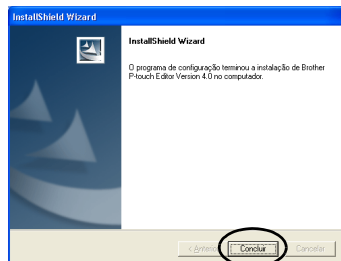 InstallShield Wizard
InstallShield Wizard
O programa de configuração terminou a instalação de Brother
P-touch Editor Version 4.0 no computador.
Concluir
Cancelar